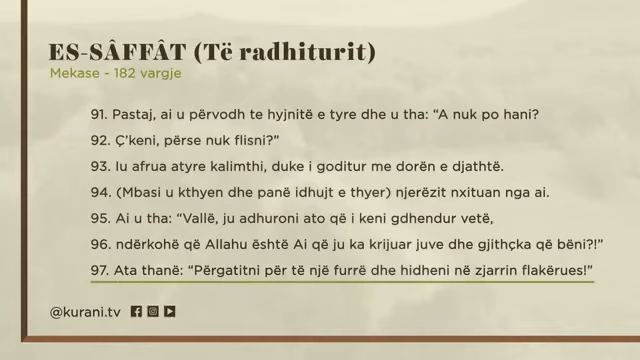 ES-SÂFFÂT (Të radhiturit)
Mekase - 182 vargje
91. Pastaj, ai u përvodh te hyjnitë e tyre dhe u tha: “A nuk po hani?
92. Ç’keni, përse nuk flisni?”
93. Iu afrua atyre kalimthi, duke i goditur me dorën e djathtë.
94. (Mbasi u kthyen dhe panë idhujt e thyer) njerëzit nxituan nga ai.
95. Ai u tha: “Vallë, ju adhuroni ato që i keni gdhendur vetë,
96. ndërkohë që Allahu është Ai që ju ka krijuar juve dhe gjithçka që bëni?!”
97. Ata thanë: “Përgatitni për të një furrë dhe hidheni në zjarrin flakërues!”
@kurani.tv